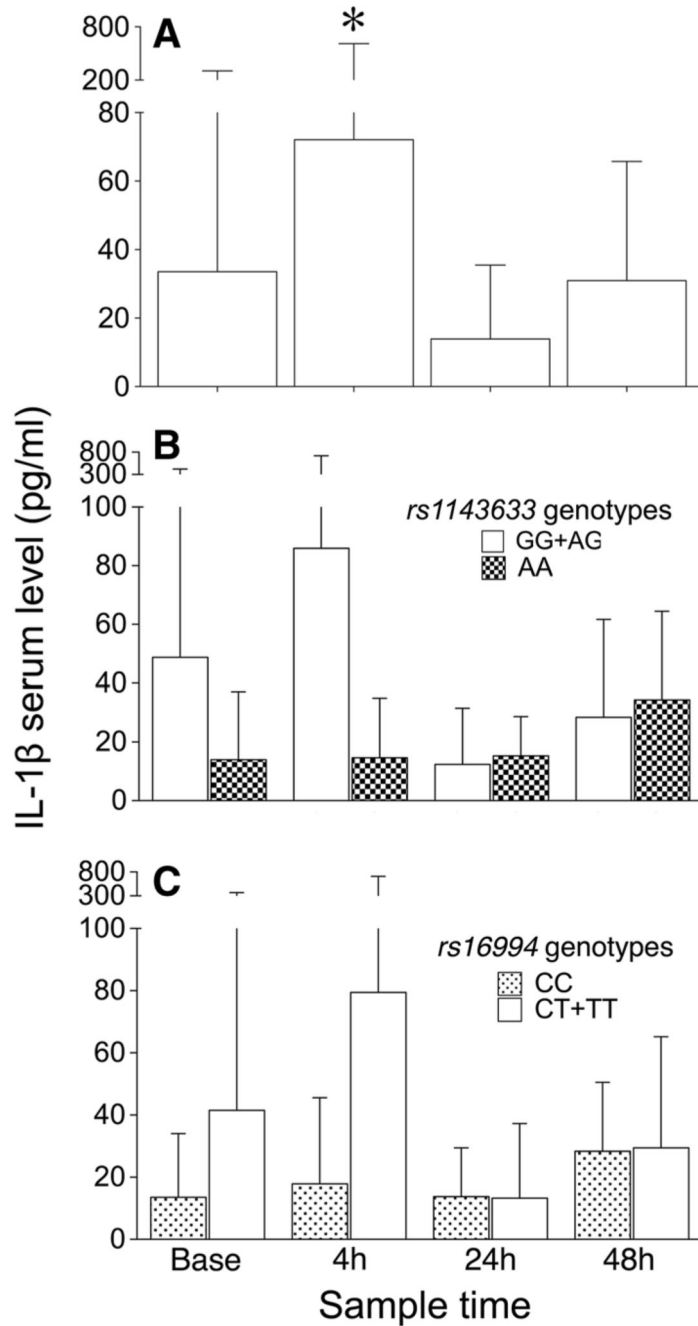 A
*
800
200
80
60
40
20
0
B
800
300
100
80
60
40
20
0
rs1143633 genotypes
GG+AG
AA
IL-1β serum level (pg/ml)
C
800
300
100
80
60
40
20
0
rs16994 genotypes
CC
CT+TT
Base 4h 24h 48h
Sample time